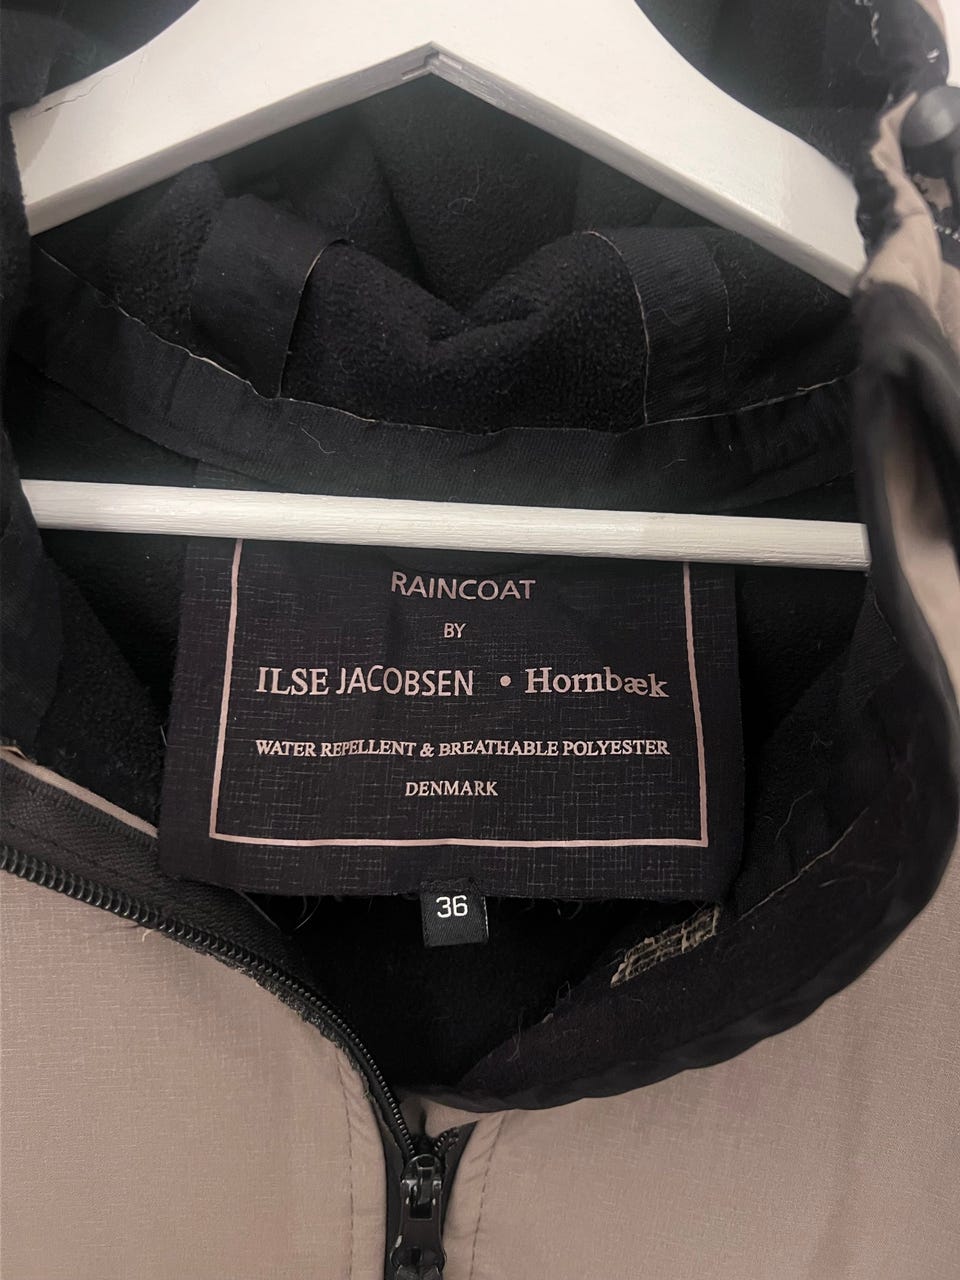 RAINCOAT
BY
ILSE JACOBSEN • Hornbæk
WATER REPELLENT & BREATHABLE POLYESTER
DENMARK
36